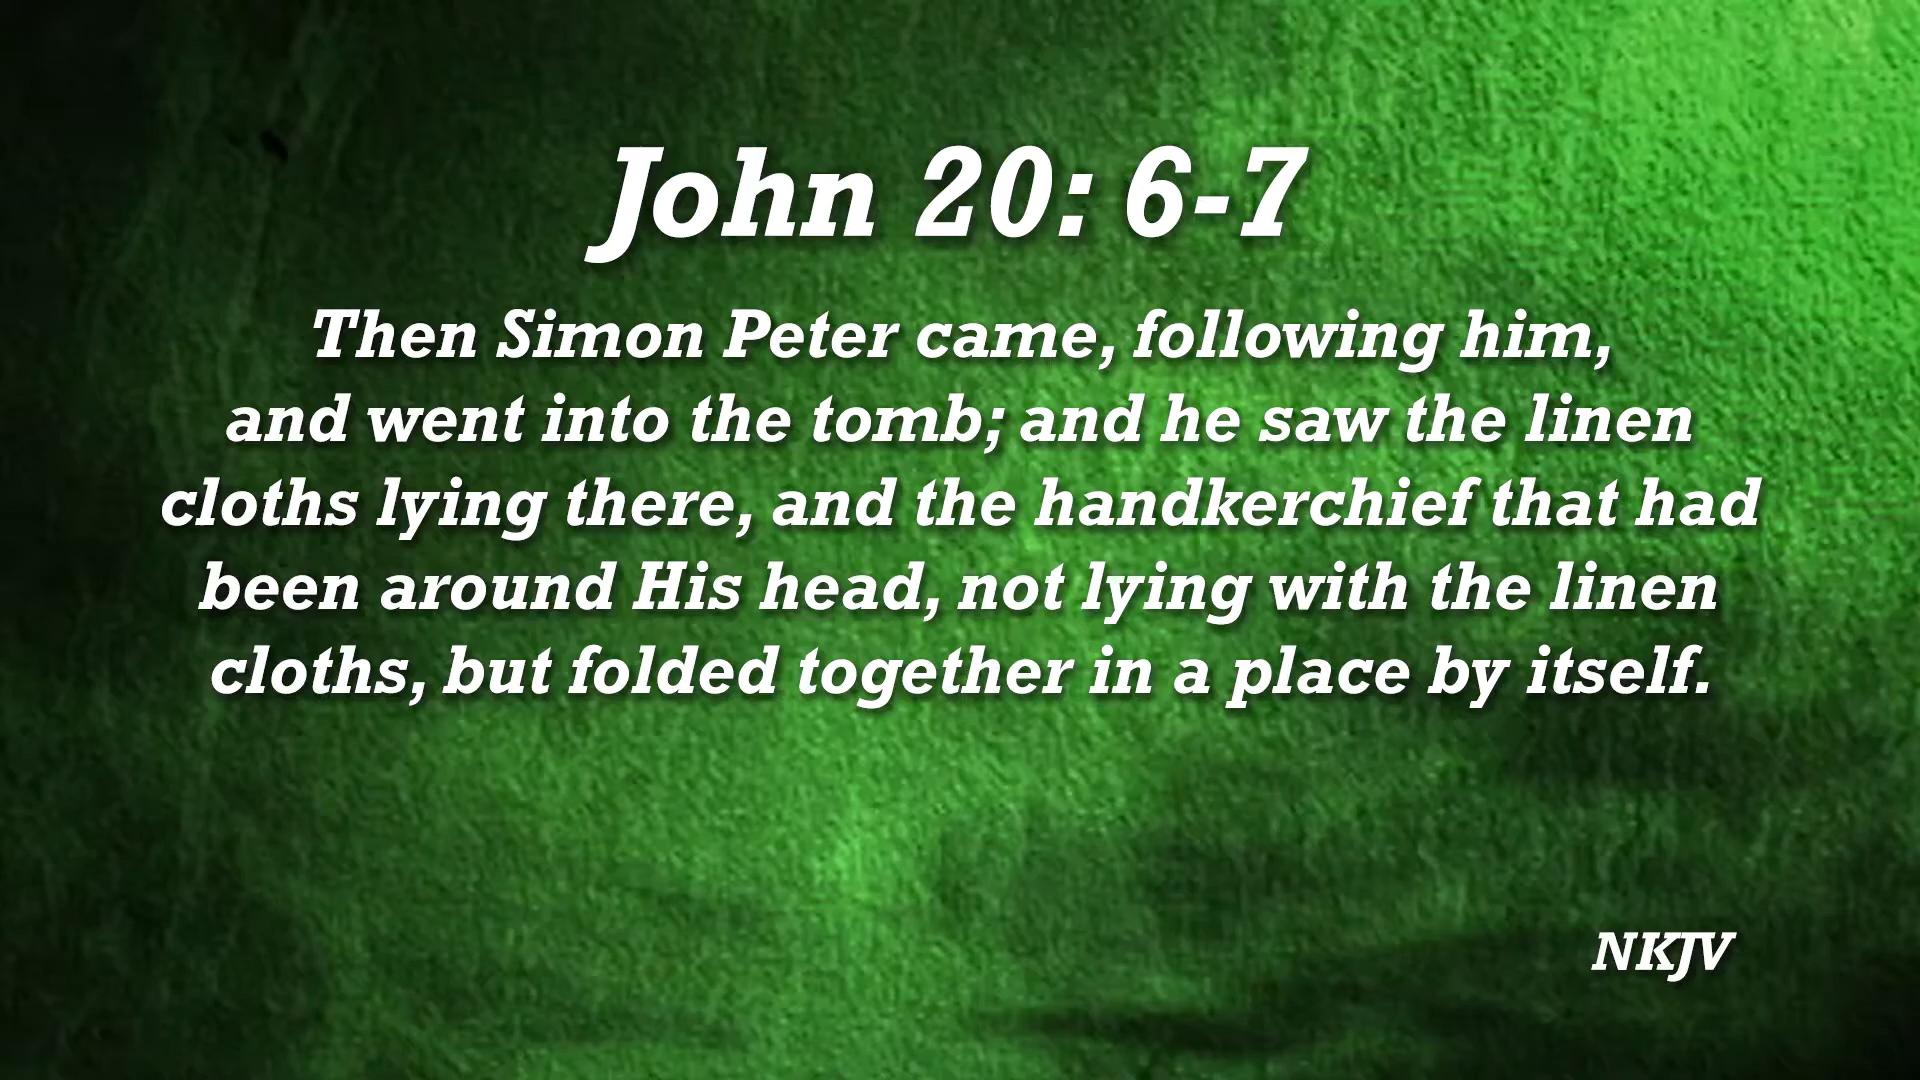 John 20: 6-7
Then Simon Peter came, following him,
and went into the tomb; and he saw the linen
cloths lying there, and the handkerchief that had
been around His head, not lying with the linen
cloths, but folded together in a place by itself.
NKJV